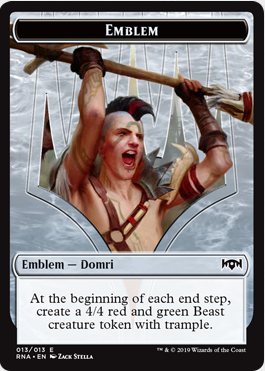 EMBLEM
Emblem — Domri
At the beginning of each end step,
create a 4/4 red and green Beast
creature token with trample.
013/013 E
RNA • EN ZACK STELLA
™ & © 2019 Wizards of the Coast